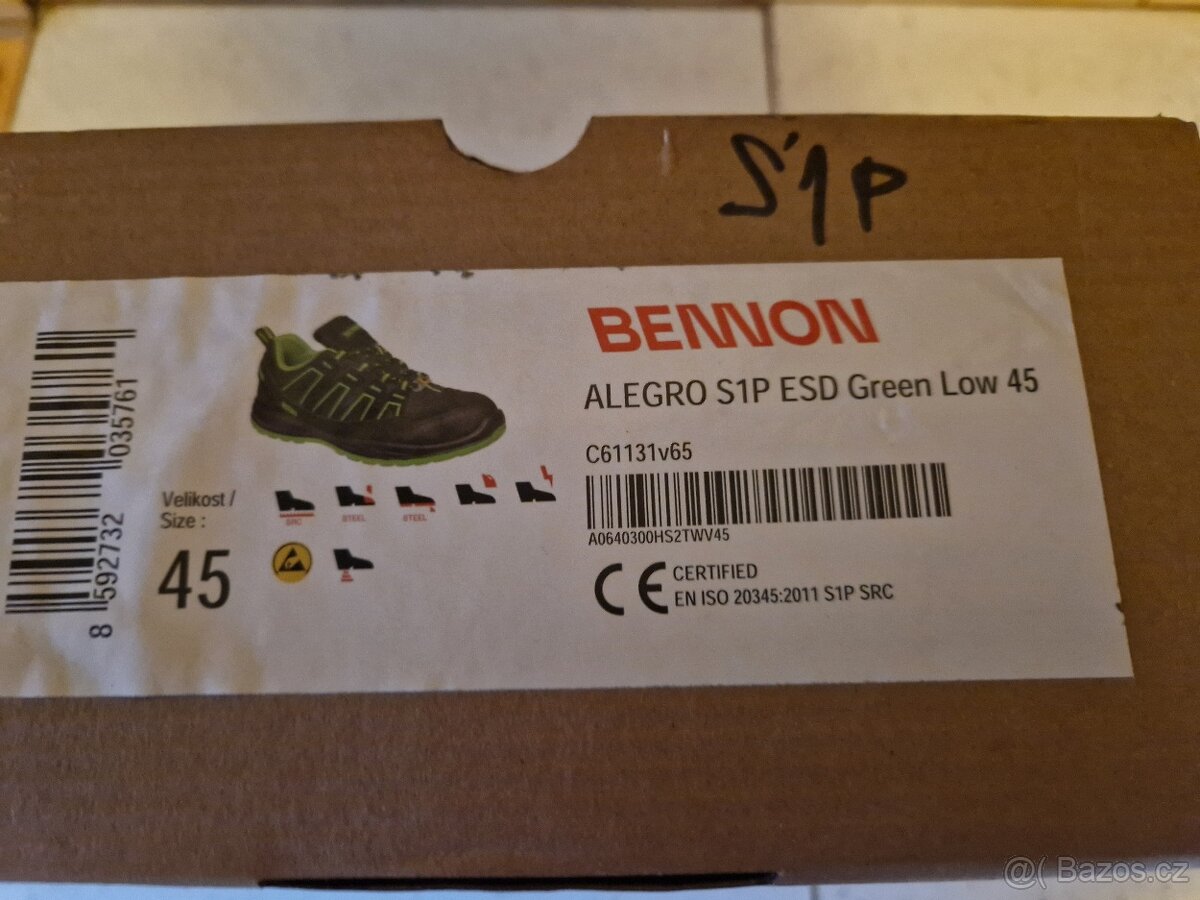 S1P
BENNON
ALEGRO S1P ESD Green Low 45
C61131v65
A0640300HS2TWV45
CE CERTIFIED
EN ISO 20345:2011 S1P SRC
8 592732 035761
Velikost /
Size :
45
SRC
STEEL
STEEL
@( Bazos.cz